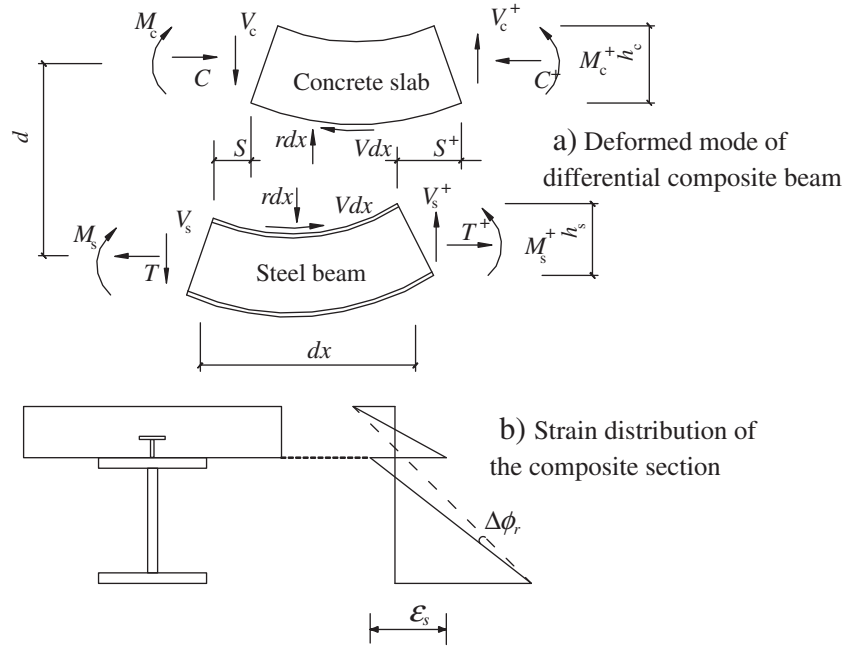 M_c V_c V_c^+
C Concrete slab C^+ M_c^+ h_c
d
S rdx Vdx S^+
a) Deformed mode of
differential composite beam
rdx Vdx V_s^+
M_s V_s T^+ M_s^+ h_s
T Steel beam
dx
b) Strain distribution of
the composite section
Δϕ_r
ε_s